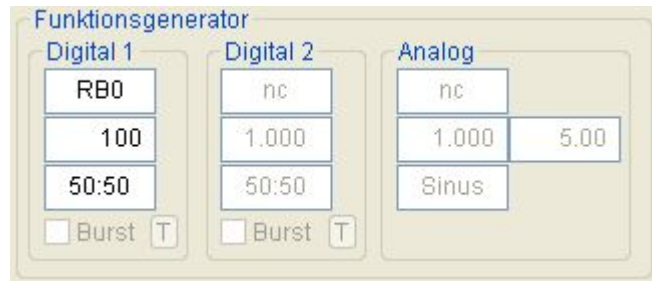 Funktionsgenerator
Digital 1 Digital 2 Analog
RB0 nc nc
100 1.000 1.000 5.00
50:50 50:50 Sinus
Burst T Burst T